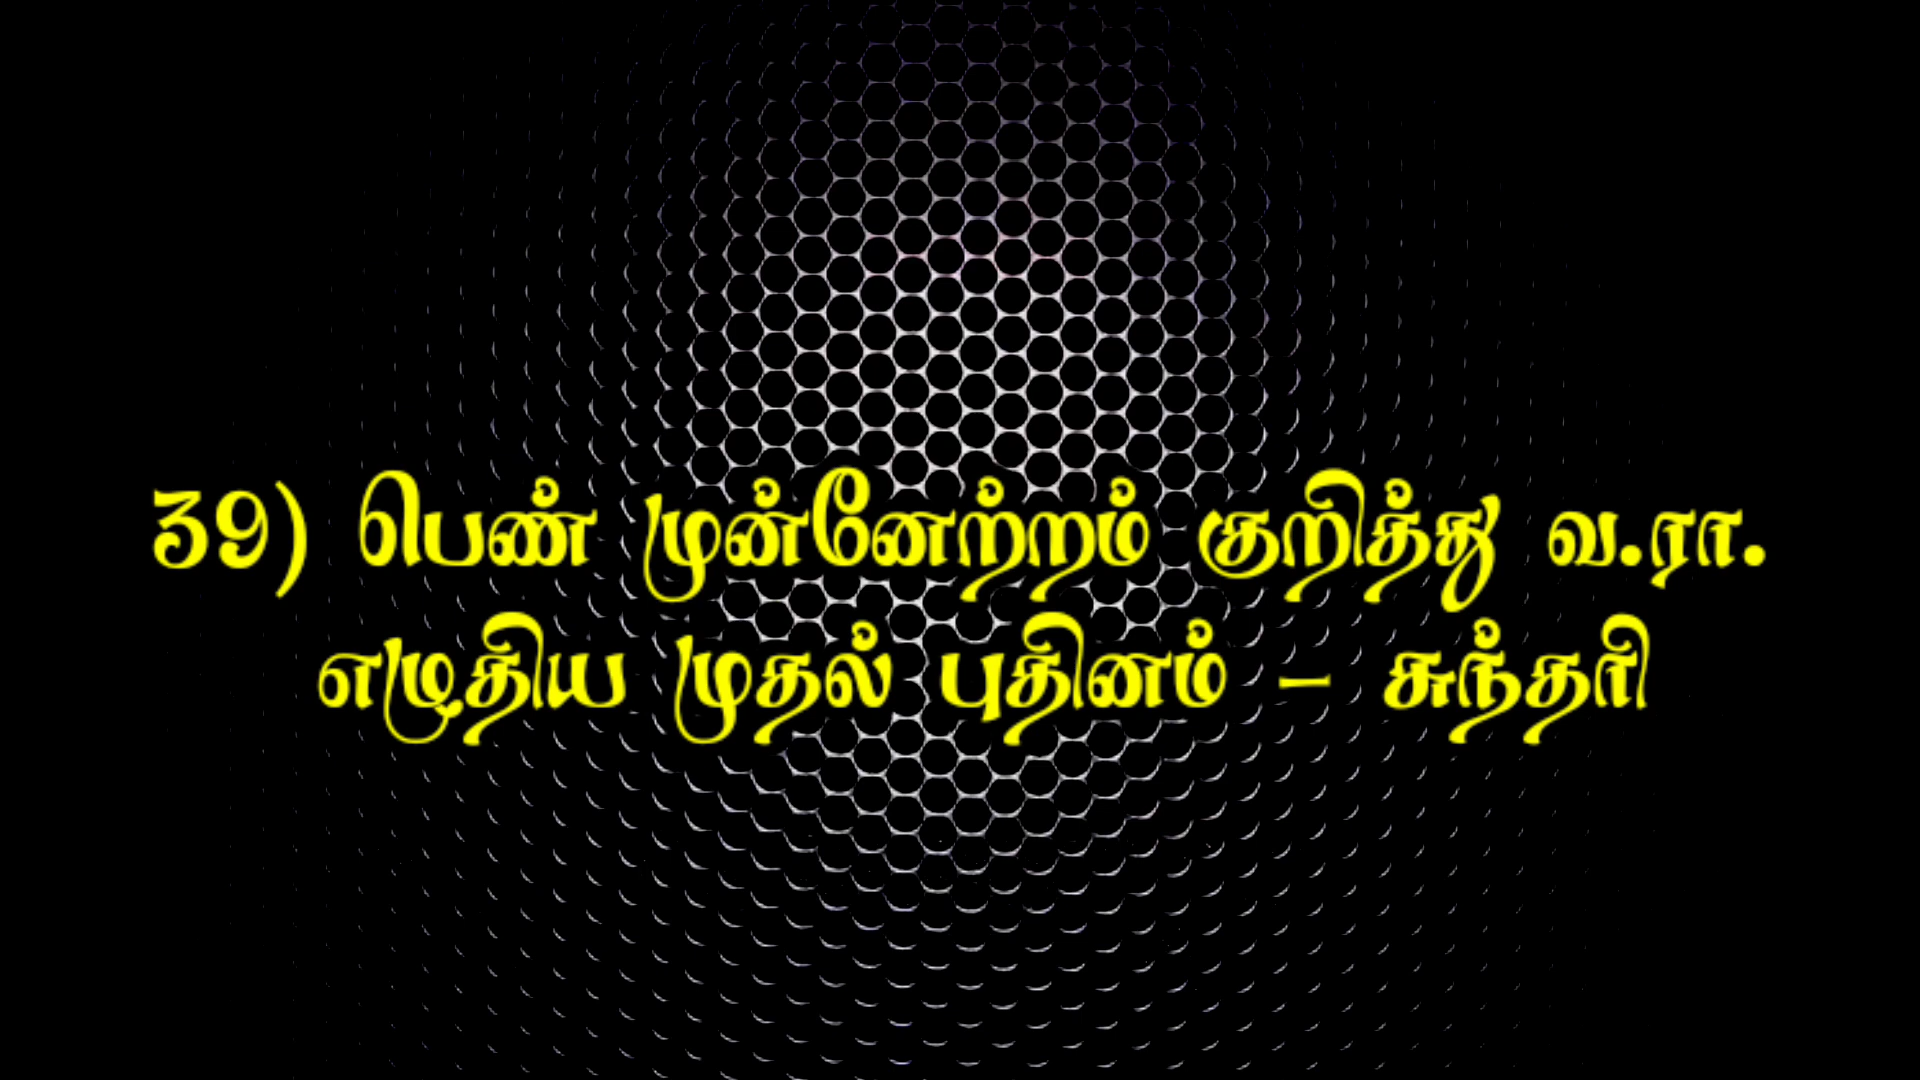 39) பெண் முன்னேற்றம் குறித்து வ.ரா.
எழுதிய முதல் புதினம் - சுந்தரி